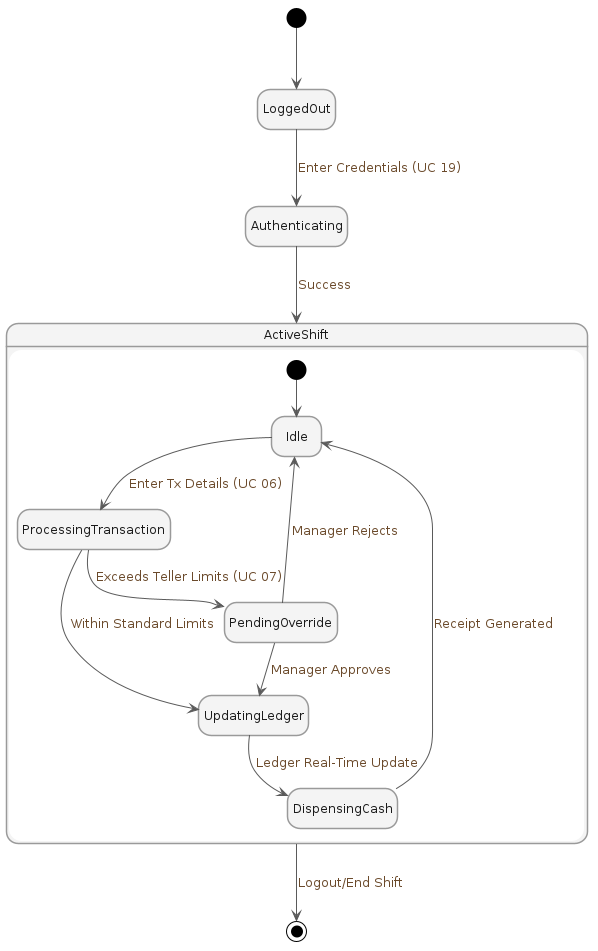 LoggedOut
Enter Credentials (UC 19)
Authenticating
Success
ActiveShift
Idle
Enter Tx Details (UC 06)
ProcessingTransaction
Manager Rejects
Exceeds Teller Limits (UC 07)
Within Standard Limits
PendingOverride
Receipt Generated
Manager Approves
UpdatingLedger
Ledger Real-Time Update
DispensingCash
Logout/End Shift